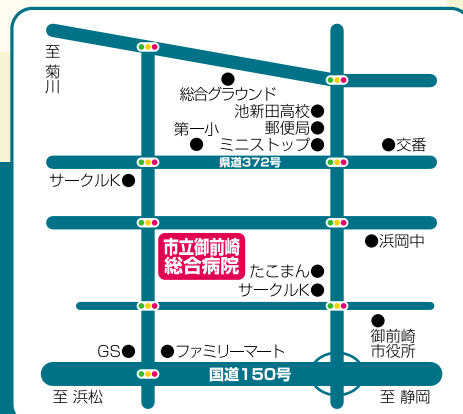 至
菊
川
総合グラウンド
池新田高校
郵便局
第一小
ミニストップ
交番
県道372号
サークルK
市立御前崎
総合病院
浜岡中
たこまん
サークルK
御前崎
市役所
GS
ファミリーマート
国道150号
至 浜松
至 静岡